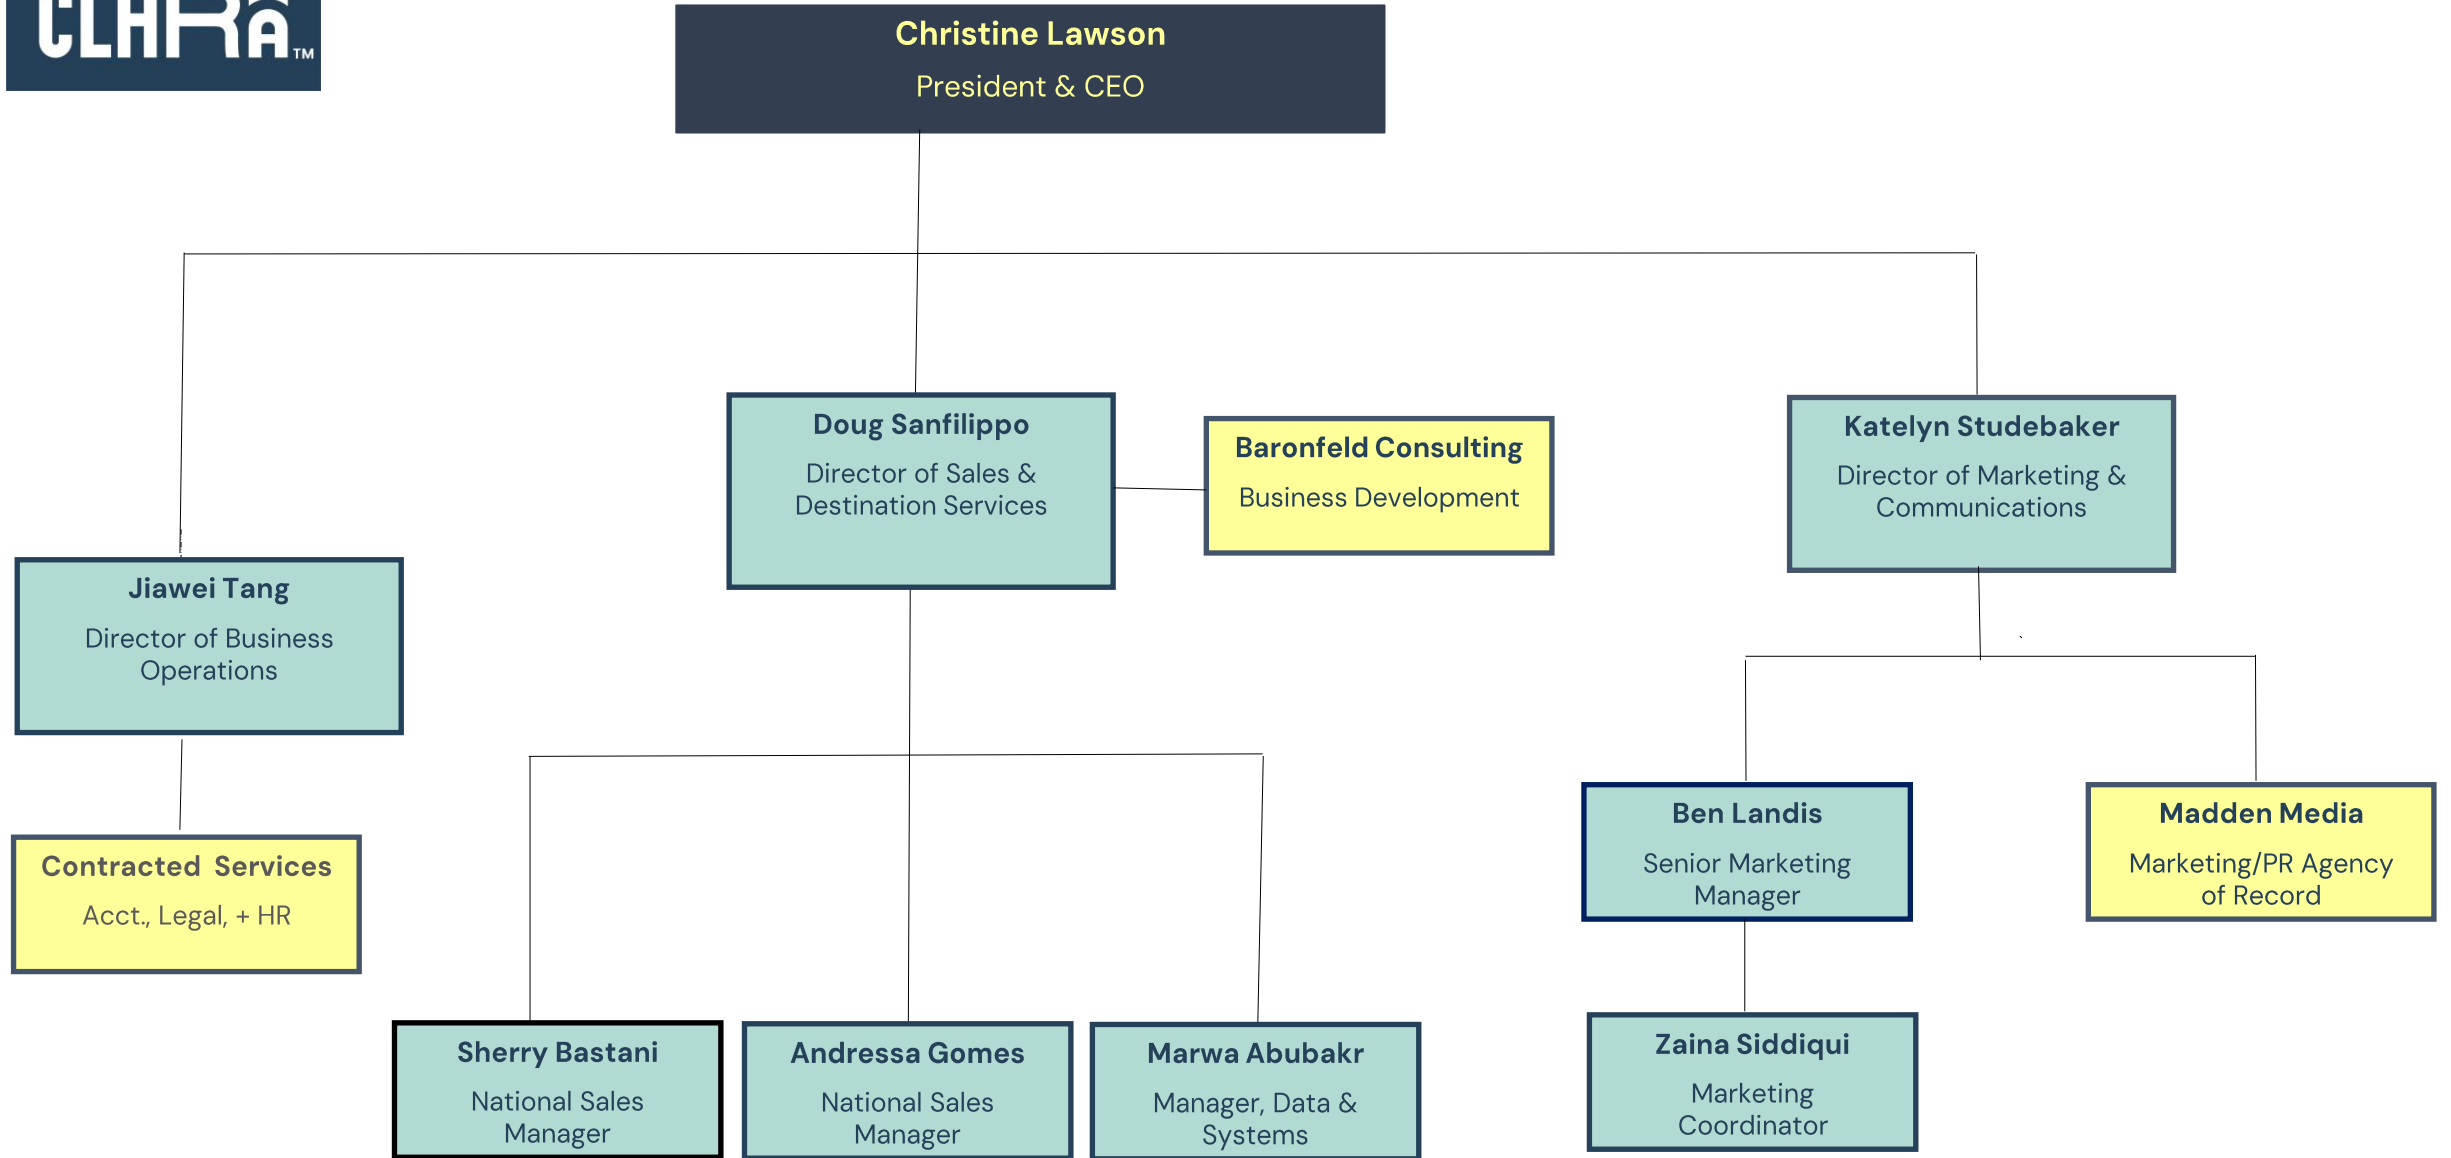 CLARA™
Christine Lawson
President & CEO
Doug Sanfilippo
Director of Sales &
Destination Services
Baronfeld Consulting
Business Development
Katelyn Studebaker
Director of Marketing &
Communications
Jiawei Tang
Director of Business
Operations
Contracted Services
Acct., Legal, + HR
Ben Landis
Senior Marketing
Manager
Madden Media
Marketing/PR Agency
of Record
Sherry Bastani
National Sales
Manager
Andressa Gomes
National Sales
Manager
Marwa Abubakr
Manager, Data &
Systems
Zaina Siddiqui
Marketing
Coordinator